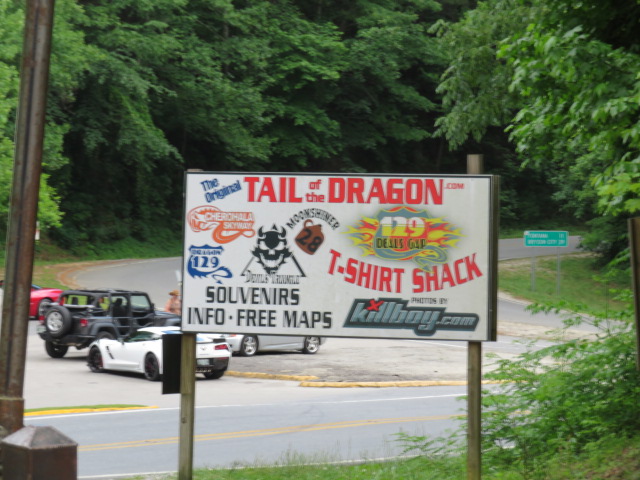 The Original TAIL of the DRAGON .COM
CHEROHALA SKYWAY
MOONSHINER 28
129 DEALS GAP
DRAGON 129
DEVILS TRIANGLE
T-SHIRT SHACK
SOUVENIRS
INFO · FREE MAPS
PHOTOS BY
killboy.com